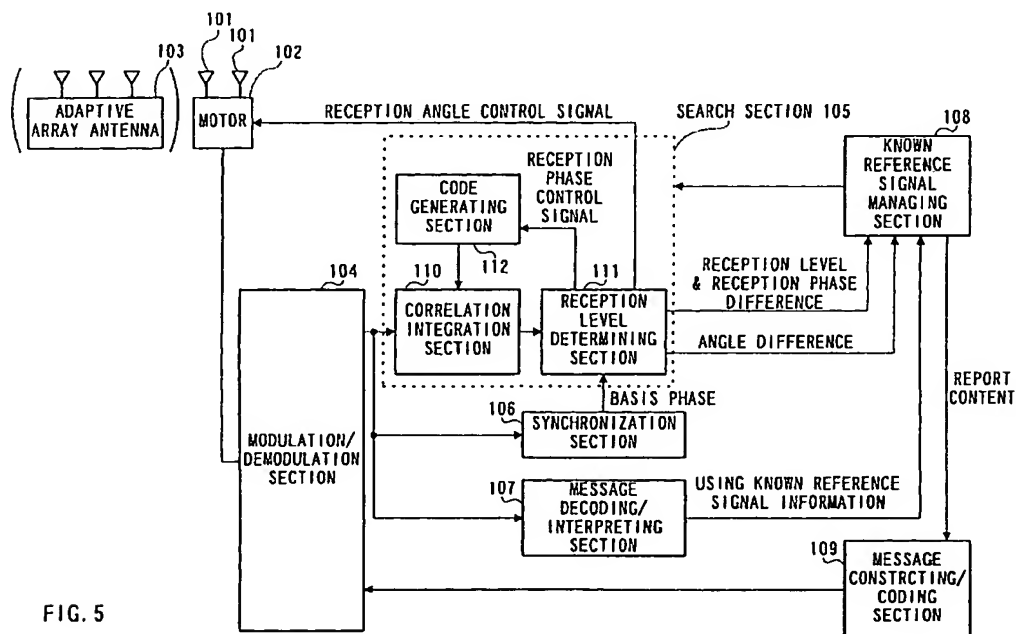 101
101
103
102
ADAPTIVE
ARRAY ANTENNA
MOTOR
RECEPTION ANGLE CONTROL SIGNAL
SEARCH SECTION 105
108
KNOWN
REFERENCE
SIGNAL
MANAGING
SECTION
CODE
GENERATING
SECTION
RECEPTION
PHASE
CONTROL
SIGNAL
112
104
110
CORRELATION
INTEGRATION
SECTION
111
RECEPTION
LEVEL
DETERMINING
SECTION
RECEPTION LEVEL
& RECEPTION PHASE
DIFFERENCE
ANGLE DIFFERENCE
REPORT
CONTENT
BASIS PHASE
106
SYNCHRONIZATION
SECTION
MODULATION/
DEMODULATION
SECTION
107
MESSAGE
DECODING/
INTERPRETING
SECTION
USING KNOWN REFERENCE
SIGNAL INFORMATION
109
MESSAGE
CONSTRCTING/
CODING
SECTION
FIG. 5